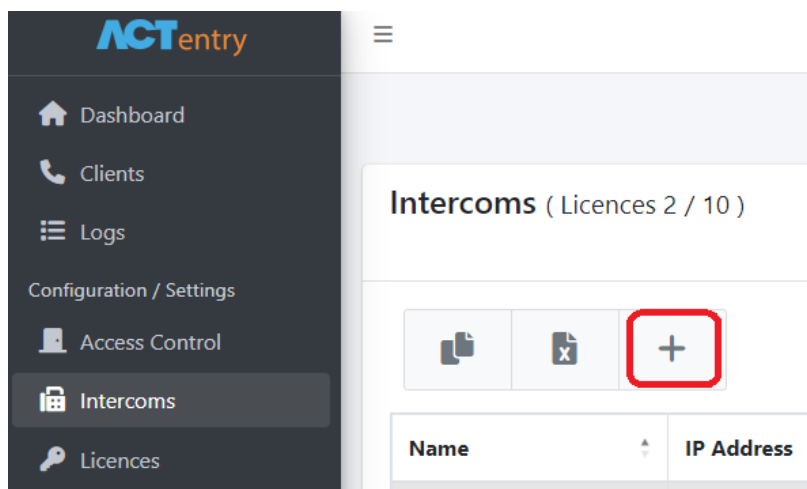 ACTentry
Dashboard
Clients
Logs
Configuration / Settings
Access Control
Intercoms
Licences
Intercoms ( Licences 2 / 10 )
Name IP Address